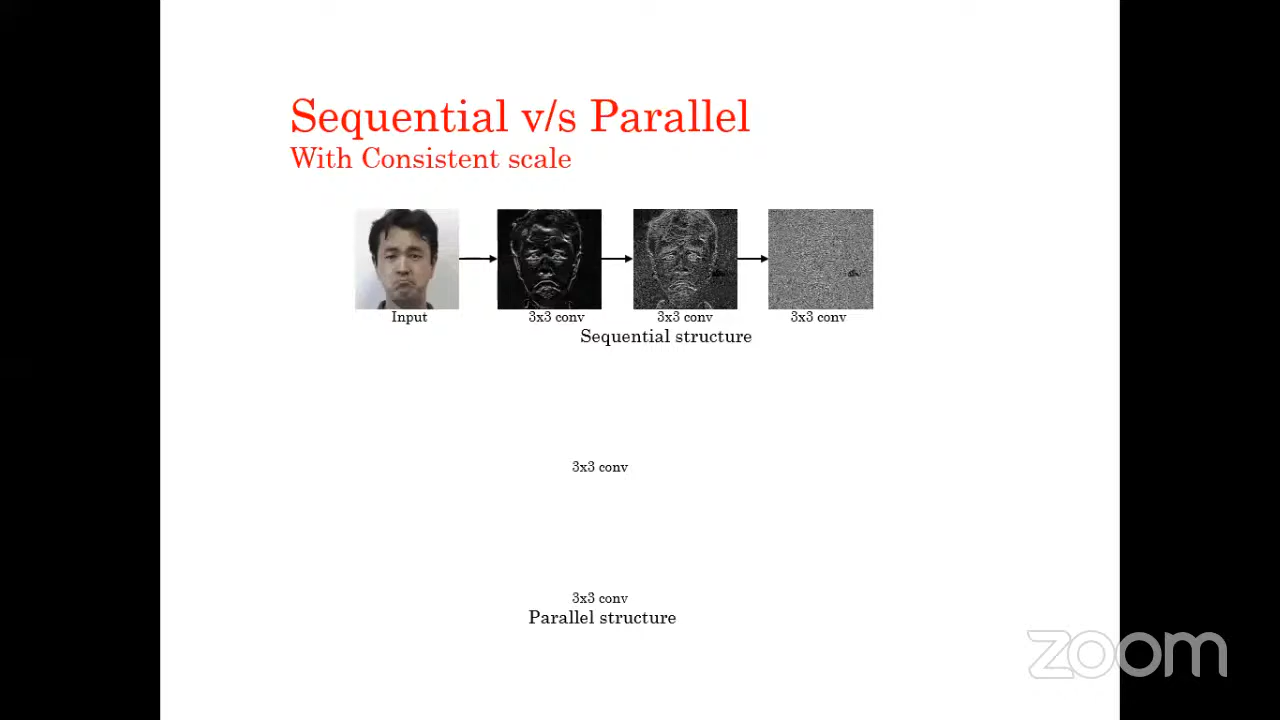 Sequential v/s Parallel
With Consistent scale
Input
3x3 conv
3x3 conv
3x3 conv
Sequential structure
3x3 conv
3x3 conv
Parallel structure
zoom